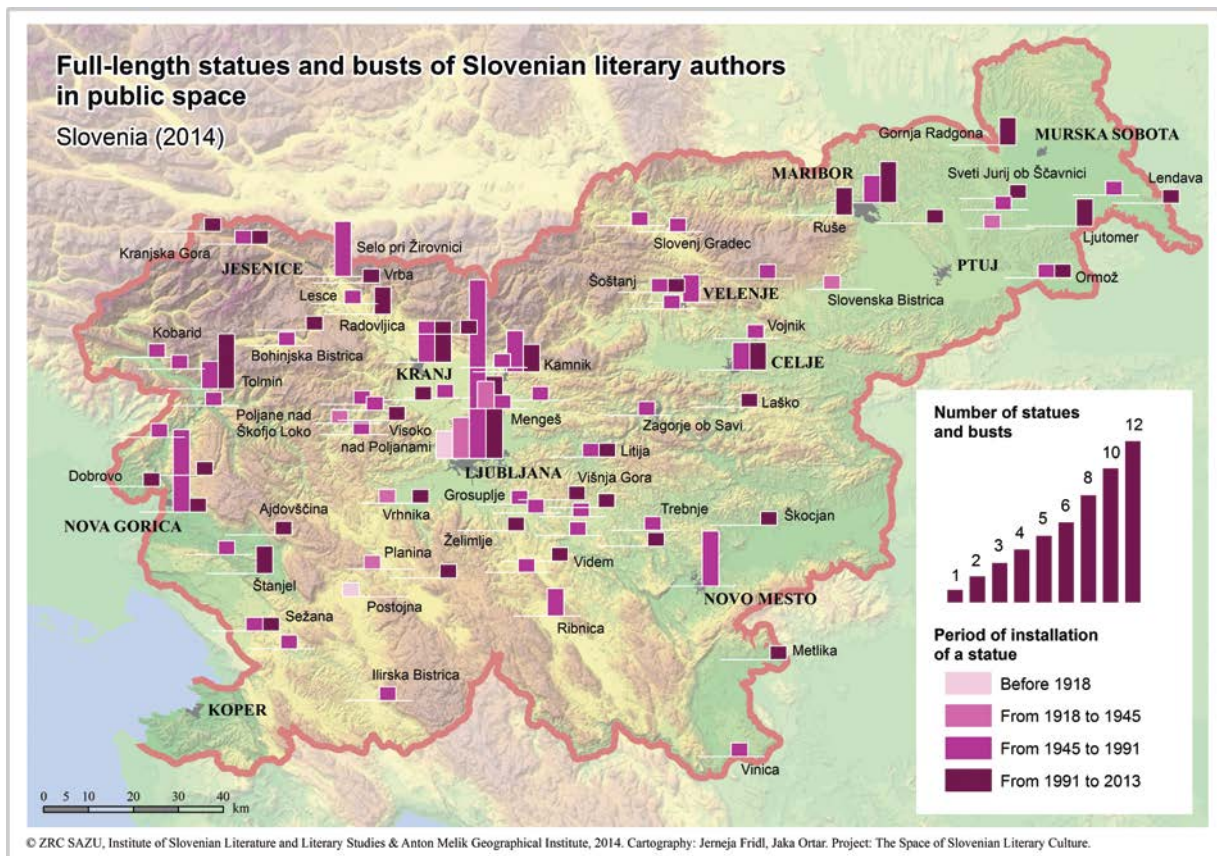 Full-length statues and busts of Slovenian literary authors
in public space
Slovenia (2014)
Gornja Radgona
MURSKA SOBOTA
MARIBOR
Sveti Jurij ob Ščavnici
Lendava
Kranjska Gora
Selo pri Žirovnici
Slovenj Gradec
Ruše
Ljutomer
JESENICE
Vrba
Šoštanj
PTUJ
Ormož
Lesce
VELENJE
Slovenska Bistrica
Radovljica
Kobarid
Bohinjska Bistrica
Vojnik
KRANJ
Kamnik
CELJE
Tolmin
Poljane nad
Škofjo Loko
Visoko
nad Poljanami
Mengeš
Zagorje ob Savi
Laško
Litija
LJUBLJANA
Dobrovo
Višnja Gora
NOVA GORICA
Ajdovščina
Vrhnika
Grosuplje
Trebnje
Škocjan
Želimlje
Planina
Videm
Štanjel
Postojna
NOVO MESTO
Sežana
Ribnica
Metlika
Ilirska Bistrica
KOPER
Vinica
Number of statues
and busts
1 2 3 4 5 6 8 10 12
Period of installation
of a statue
Before 1918
From 1918 to 1945
From 1945 to 1991
From 1991 to 2013
0 5 10 20 30 40
km
© ZRC SAZU, Institute of Slovenian Literature and Literary Studies & Anton Melik Geographical Institute, 2014. Cartography: Jerneja Fridl, Jaka Ortar. Project: The Space of Slovenian Literary Culture.